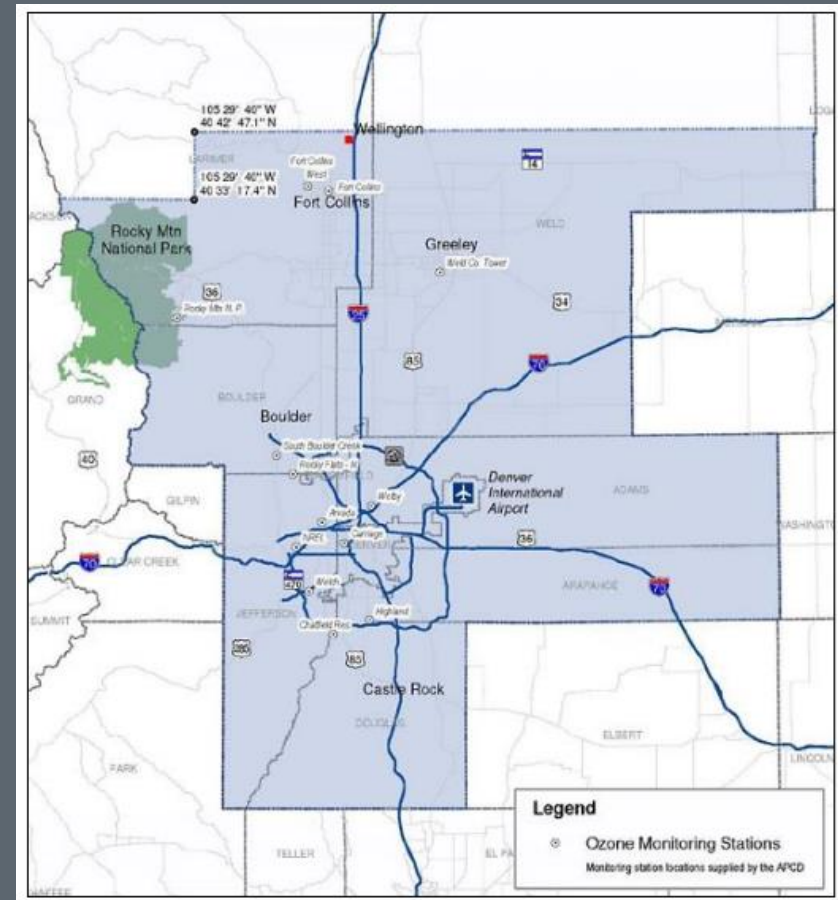 105 29' 40" W
40 42' 47.1" N
Wellington
LARIMER
14
Fort Collins
West
105 29' 40" W
40 33' 17.4" N
Fort Collins
Fort Collins
Rocky Mtn
National Park
WELD
Greeley
Weld Co. Tower
36
Rocky Mtn N.P.
25
34
85
76
GRAND
BOULDER
Boulder
40
South Boulder Creek
Rocky Flats - N
GILPIN
Denver
International
Airport
ADAMS
Welby
Arvada
NREL
Carriage
36
70
CLEAR CREEK
470
Welch
ARAPAHOE
70
SUMMIT
JEFFERSON
Highland
Chatfield Res.
285
85
Castle Rock
DOUGLAS
ELBERT
LINCOLN
PARK
Legend
Ozone Monitoring Stations
Monitoring station locations supplied by the APCD
TELLER